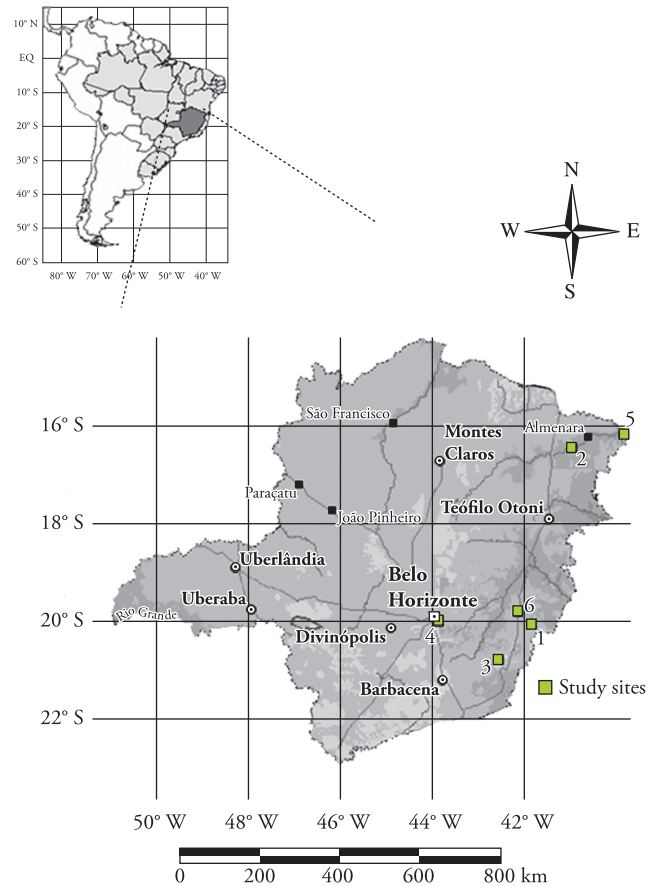 10° N
EQ
10° S
20° S
30° S
40° S
50° S
60° S
80° W 70° W 60° W 50° W 40° W
N
W E
S
16° S
18° S
20° S
22° S
São Francisco
Montes
Claros
Almenara
5
2
Paraçatu
João Pinheiro
Teófilo Otoni
Uberlândia
Uberaba
Belo
Horizonte
Rio Grande
Divinópolis
4
6
1
3
Barbacena
Study sites
50° W 48° W 46° W 44° W 42° W
0 200 400 600 800 km